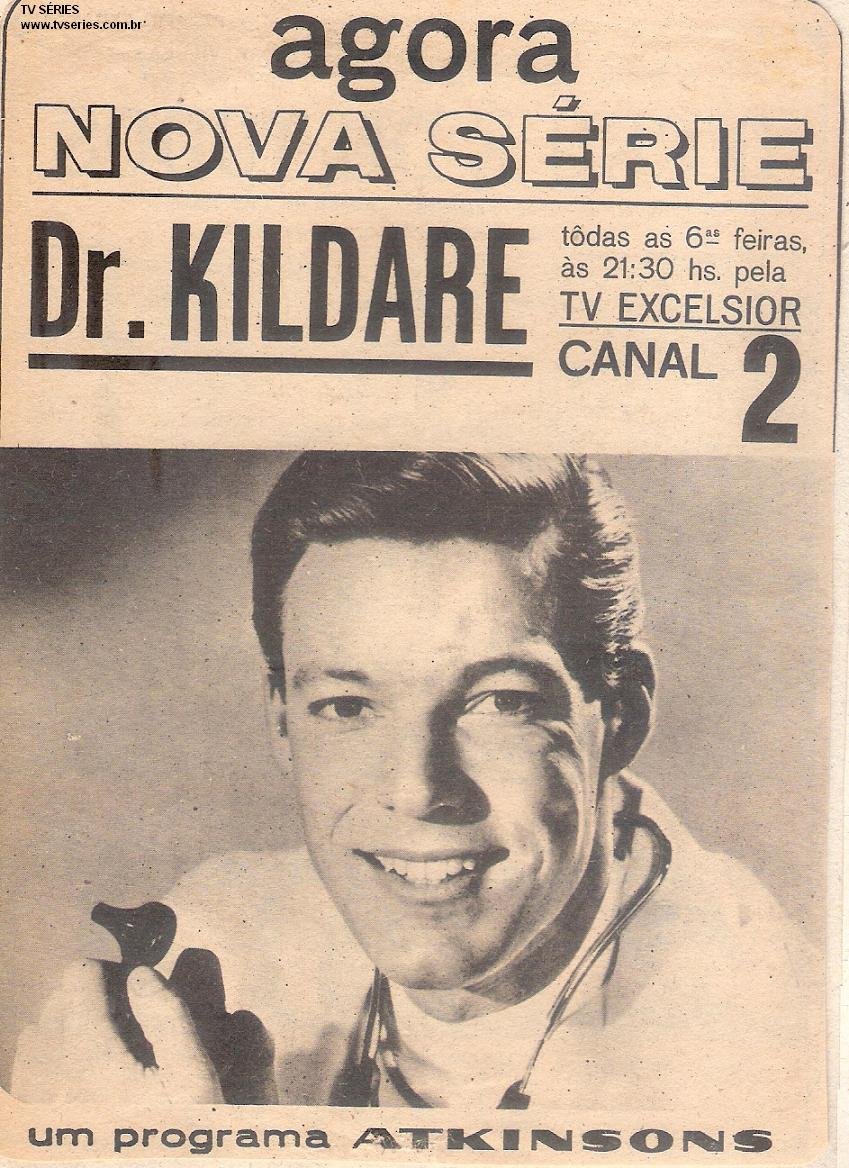 TV SÉRIES
www.tvseries.com.br
agora
NOVA SÉRIE
Dr. KILDARE
tôdas as 6as feiras,
às 21:30 hs. pela
TV EXCELSIOR
CANAL 2
um programa ATKINSONS